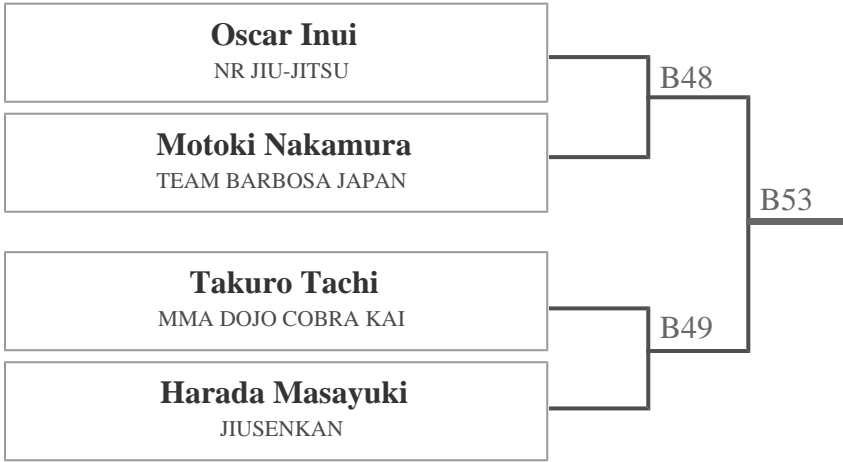 Oscar Inui
NR JIU-JITSU
B48
Motoki Nakamura
TEAM BARBOSA JAPAN
B53
Takuro Tachi
MMA DOJO COBRA KAI
B49
Harada Masayuki
JIUSENKAN